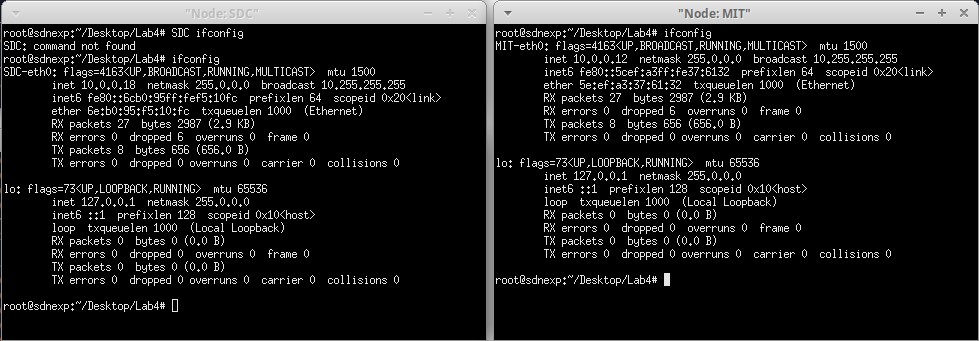 "Node: SDC"
root@sdnexp:~/Desktop/Lab4# SDC ifconfig
SDC: command not found
root@sdnexp:~/Desktop/Lab4# ifconfig
SDC-eth0: flags=4163<UP,BROADCAST,RUNNING,MULTICAST>  mtu 1500
inet 10.0.0.18  netmask 255.0.0.0  broadcast 10.255.255.255
inet6 fe80::6cb0:95ff:fef5:10fc  prefixlen 64  scopeid 0x20<link>
ether 6e:b0:95:f5:10:fc  txqueuelen 1000  (Ethernet)
RX packets 27  bytes 2987 (2.9 KB)
RX errors 0  dropped 6  overruns 0  frame 0
TX packets 8  bytes 656 (656.0 B)
TX errors 0  dropped 0 overruns 0  carrier 0  collisions 0
lo: flags=73<UP,LOOPBACK,RUNNING>  mtu 65536
inet 127.0.0.1  netmask 255.0.0.0
inet6 ::1  prefixlen 128  scopeid 0x10<host>
loop  txqueuelen 1000  (Local Loopback)
RX packets 0  bytes 0 (0.0 B)
RX errors 0  dropped 0  overruns 0  frame 0
TX packets 0  bytes 0 (0.0 B)
TX errors 0  dropped 0 overruns 0  carrier 0  collisions 0
root@sdnexp:~/Desktop/Lab4#
"Node: MIT"
root@sdnexp:~/Desktop/Lab4# ifconfig
MIT-eth0: flags=4163<UP,BROADCAST,RUNNING,MULTICAST>  mtu 1500
inet 10.0.0.12  netmask 255.0.0.0  broadcast 10.255.255.255
inet6 fe80::5cef:a3ff:fe37:6132  prefixlen 64  scopeid 0x20<link>
ether 5e:ef:a3:37:61:32  txqueuelen 1000  (Ethernet)
RX packets 27  bytes 2987 (2.9 KB)
RX errors 0  dropped 6  overruns 0  frame 0
TX packets 8  bytes 656 (656.0 B)
TX errors 0  dropped 0 overruns 0  carrier 0  collisions 0
lo: flags=73<UP,LOOPBACK,RUNNING>  mtu 65536
inet 127.0.0.1  netmask 255.0.0.0
inet6 ::1  prefixlen 128  scopeid 0x10<host>
loop  txqueuelen 1000  (Local Loopback)
RX packets 0  bytes 0 (0.0 B)
RX errors 0  dropped 0  overruns 0  frame 0
TX packets 0  bytes 0 (0.0 B)
TX errors 0  dropped 0 overruns 0  carrier 0  collisions 0
root@sdnexp:~/Desktop/Lab4#